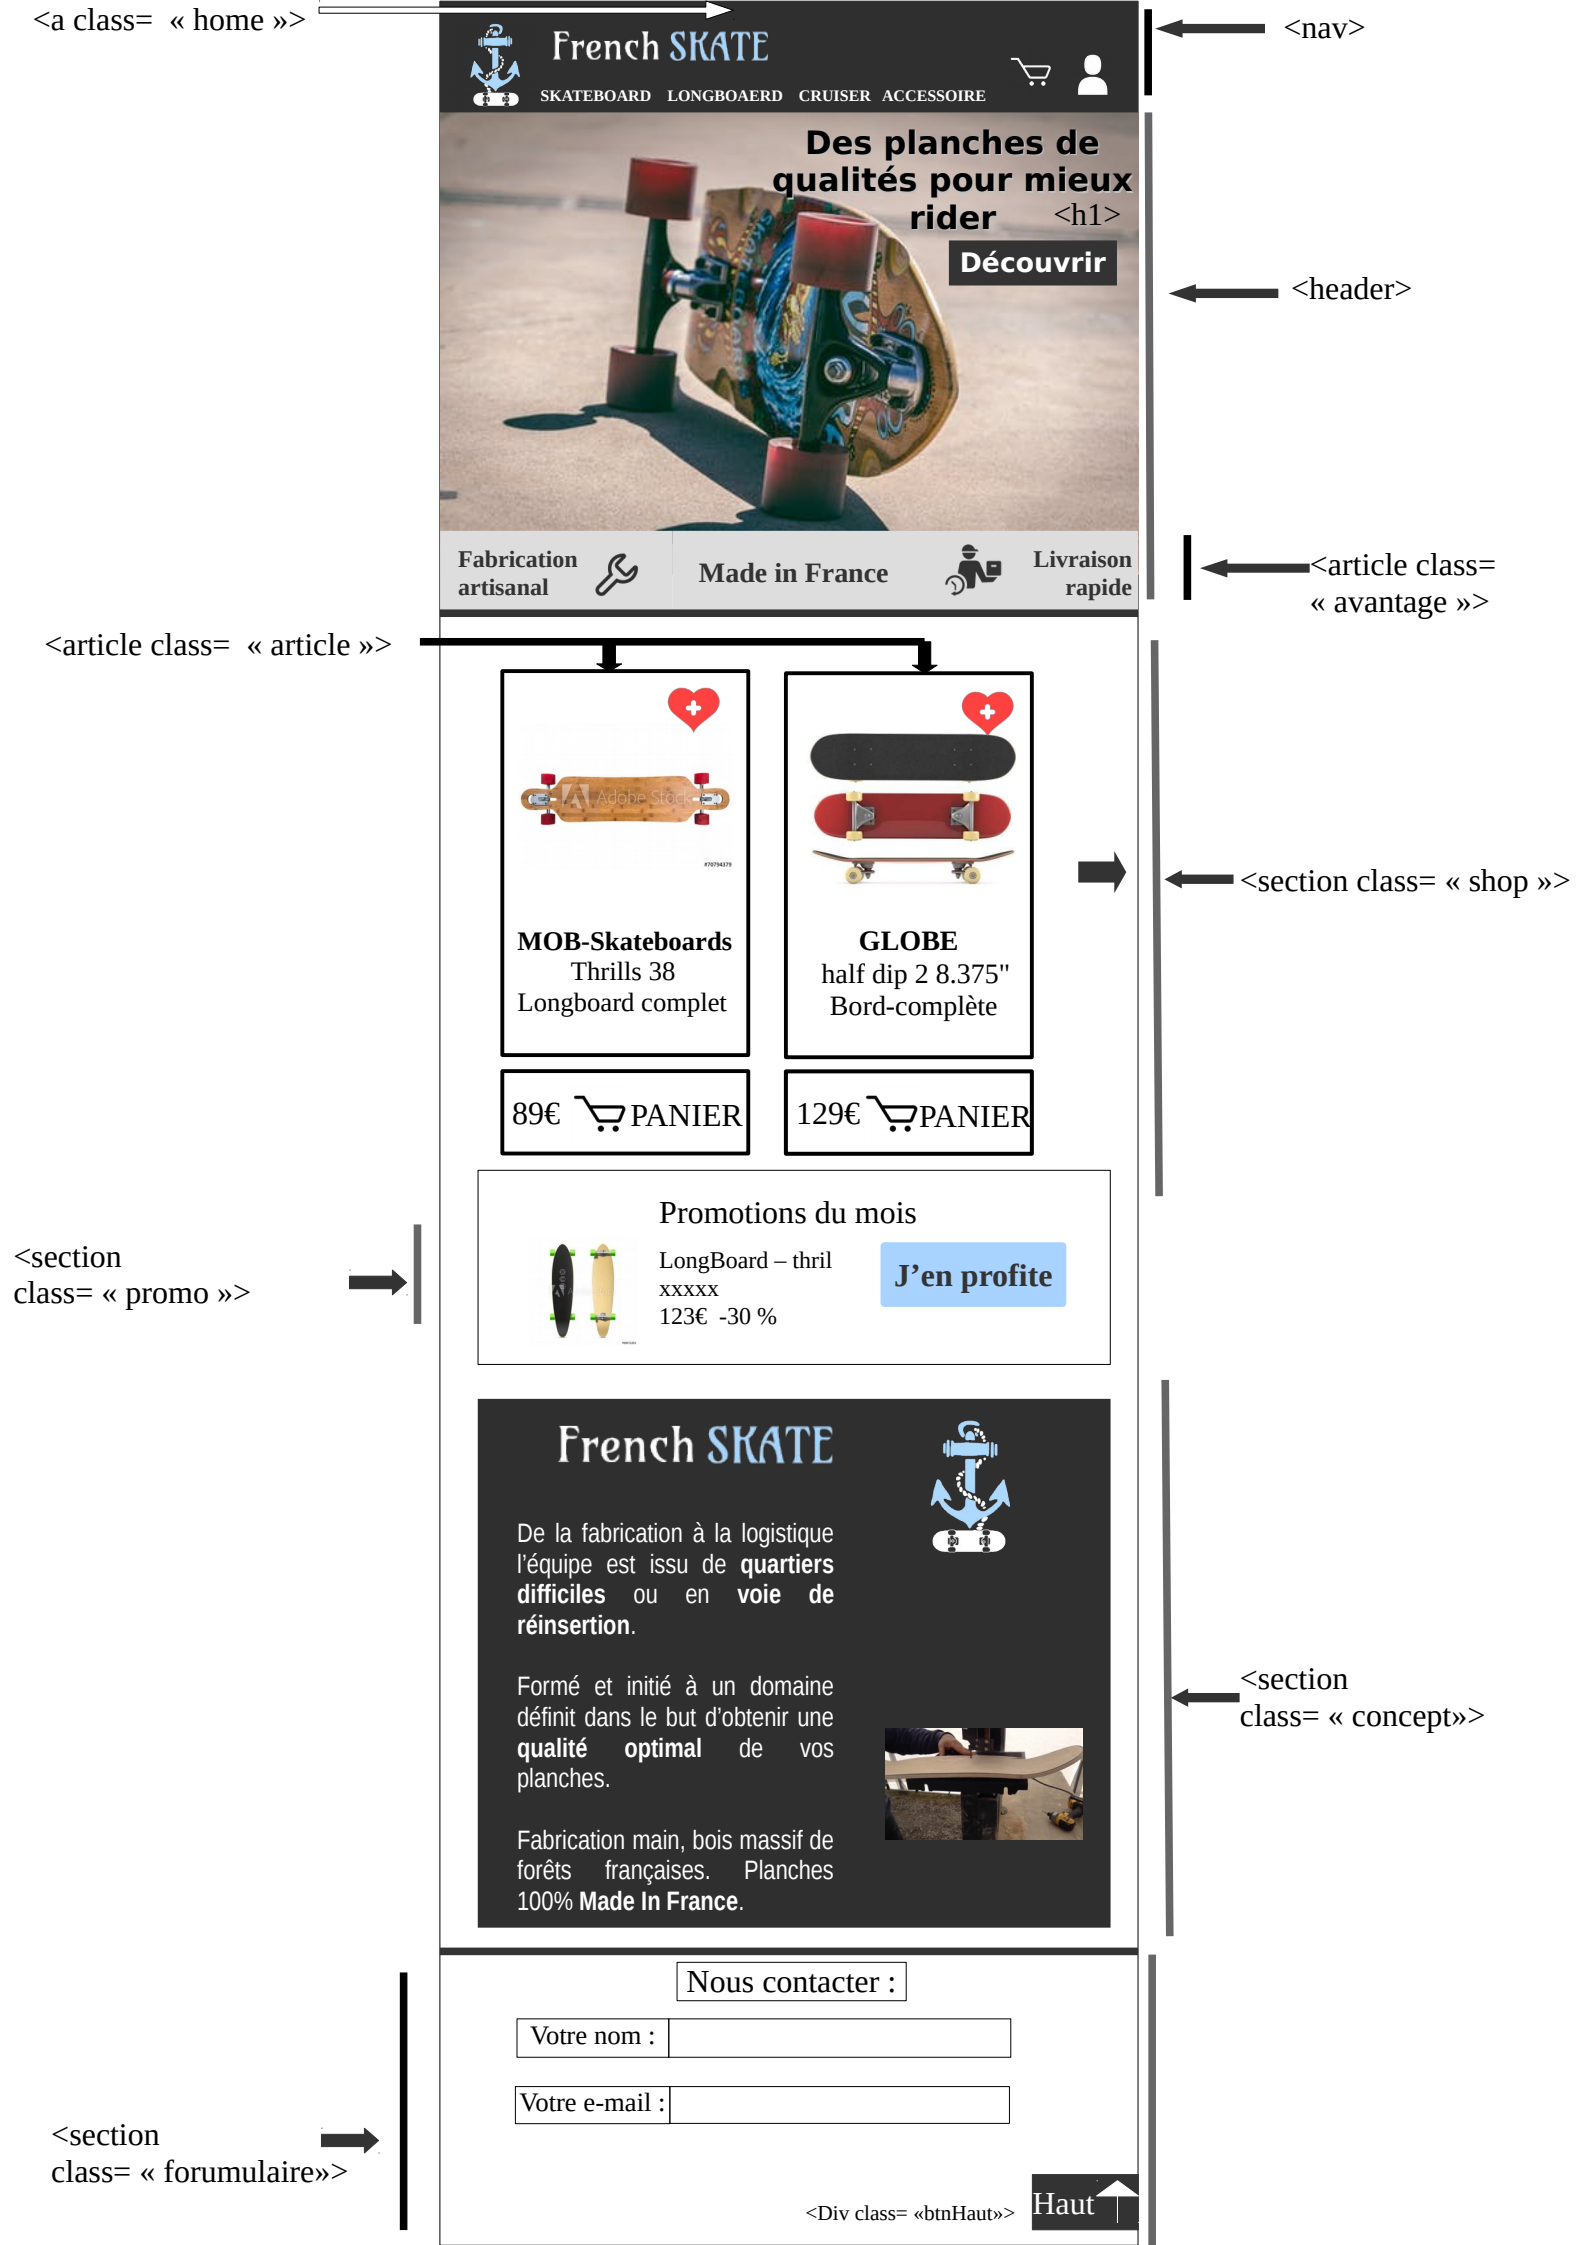 <a class=  « home »>
<nav>
French SKATE
SKATEBOARD LONGBOAERD CRUISER ACCESSOIRE
Des planches de
qualités pour mieux
rider
<h1>
Découvrir
<header>
Fabrication
artisanal
Made in France
Livraison
rapide
<article class=
« avantage »>
<article class=  « article »>
Adobe Stock
#70794379
MOB-Skateboards
Thrills 38
Longboard complet
GLOBE
half dip 2 8.375"
Bord-complète
<section class= « shop »>
89€ PANIER
129€ PANIER
Promotions du mois
LongBoard – thril
xxxxx
123€  -30 %
J’en profite
<section
class= « promo »>
French SKATE
De la fabrication à la logistique
l’équipe est issu de quartiers
difficiles ou en voie de
réinsertion.
Formé et initié à un domaine
définit dans le but d’obtenir une
qualité optimal de vos
planches.
Fabrication main, bois massif de
forêts françaises. Planches
100% Made In France.
<section
class= « concept»>
Nous contacter :
Votre nom :
Votre e-mail :
<section
class= « forumulaire»>
<Div class= «btnHaut»>
Haut